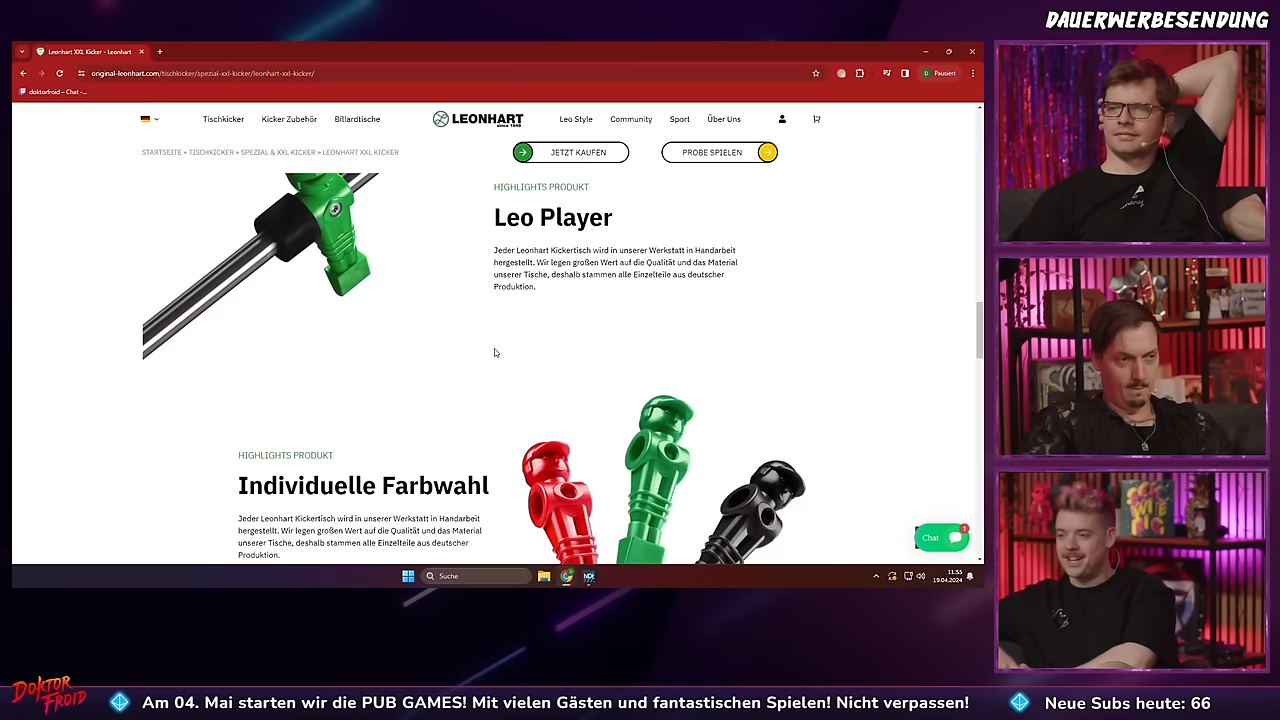 DAUERWERBESENDUNG
Leonhart XXL Kicker - Leonhart
original-leonhart.com/tischkicker/spezial-xxl-kicker/leonhart-xxl-kicker/
D Pausiert
doktorfroid – Chat -...
Tischkicker
Kicker Zubehör
Billardtische
LEONHART
since 1949
Leo Style
Community
Sport
Über Uns
STARTSEITE » TISCHKICKER » SPEZIAL & XXL KICKER » LEONHART XXL KICKER
JETZT KAUFEN
PROBE SPIELEN
HIGHLIGHTS PRODUKT
Leo Player
Jeder Leonhart Kickertisch wird in unserer Werkstatt in Handarbeit
hergestellt. Wir legen großen Wert auf die Qualität und das Material
unserer Tische, deshalb stammen alle Einzelteile aus deutscher
Produktion.
HIGHLIGHTS PRODUKT
Individuelle Farbwahl
Jeder Leonhart Kickertisch wird in unserer Werkstatt in Handarbeit
hergestellt. Wir legen großen Wert auf die Qualität und das Material
unserer Tische, deshalb stammen alle Einzelteile aus deutscher
Produktion.
Chat
1
Suche
NDI
11:55
19.04.2024
DOKTOR
FROID
Am 04. Mai starten wir die PUB GAMES! Mit vielen Gästen und fantastischen Spielen! Nicht verpassen!
Neue Subs heute: 66